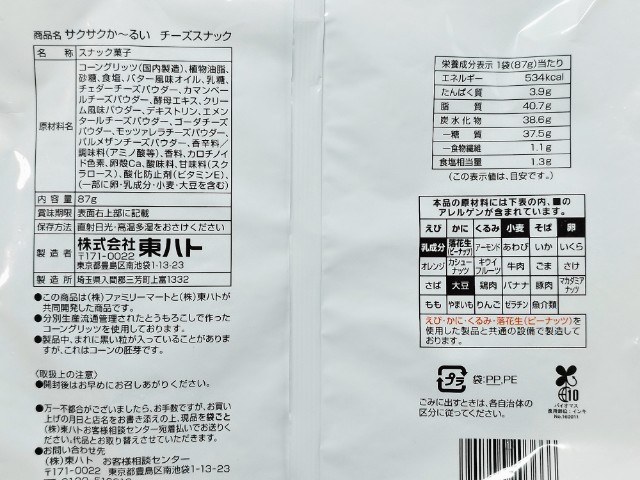 商品名 サクサクか〜るい チーズスナック
名称 スナック菓子
原材料名
コーングリッツ(国内製造)、植物油脂、
砂糖、食塩、バター風味オイル、乳糖、
チェダーチーズパウダー、カマンベー
ルチーズパウダー、酵母エキス、クリー
ム風味パウダー、デキストリン、エメン
タールチーズパウダー、ゴーダチーズ
パウダー、モッツァレラチーズパウダー、
パルメザンチーズパウダー、香辛料/
調味料(アミノ酸等)、香料、カロチノイ
ド色素、卵殻Ca、酸味料、甘味料(スク
ラロース)、酸化防止剤(ビタミンE)、
(一部に卵・乳成分・小麦・大豆を含む)
内容量 87g
賞味期限 表面右上部に記載
保存方法 直射日光・高温多湿をおさけください
製造者 株式会社東ハト
〒171-0022
東京都豊島区南池袋1-13-23
製造所 埼玉県入間郡三芳町上富1332
●この商品は(株)ファミリーマートと(株)東ハトが
共同開発した商品です。
●分別生産流通管理されたとうもろこしで作った
コーングリッツを使用しております。
●製品中、まれに黒い粒が入っていることがありま
すが、これはコーンの胚芽です。
〈取扱上の注意〉
●開封後はお早めにお召しあがりください。
●万一不都合がございましたら、お手数ですが、お買い
上げの月日と店名をお書き添えの上、現品を袋ごと
(株)東ハトお客様相談センター宛着払いでお送りく
ださい。代品とお取り替えさせていただきます。
●お問い合わせ先
(株)東ハト お客様相談センター
〒171-0022 東京都豊島区南池袋1-13-23
栄養成分表示 1袋(87g)当たり
エネルギー 534kcal
たんぱく質 3.9g
脂質 40.7g
炭水化物 38.6g
ー糖質 37.5g
ー食物繊維 1.1g
食塩相当量 1.3g
(この表示値は、目安です。)
本品の原材料には下表の内、■の
アレルゲンが含まれています。
えび かに くるみ 小麦 そば 卵
乳成分 落花生(ピーナッツ) アーモンド あわび いか いくら
オレンジ カシューナッツ キウイフルーツ 牛肉 ごま さけ
さば 大豆 鶏肉 バナナ 豚肉 マカダミアナッツ
もも やまいも りんご ゼラチン 魚介類
えび・かに・くるみ・落花生(ピーナッツ)を
使用した製品と共通の設備で製造して
おります。
プラ 袋:PP,PE
ごみに出すときは、各自治体の
区分に従ってください。
10
バイオマス
No.160011